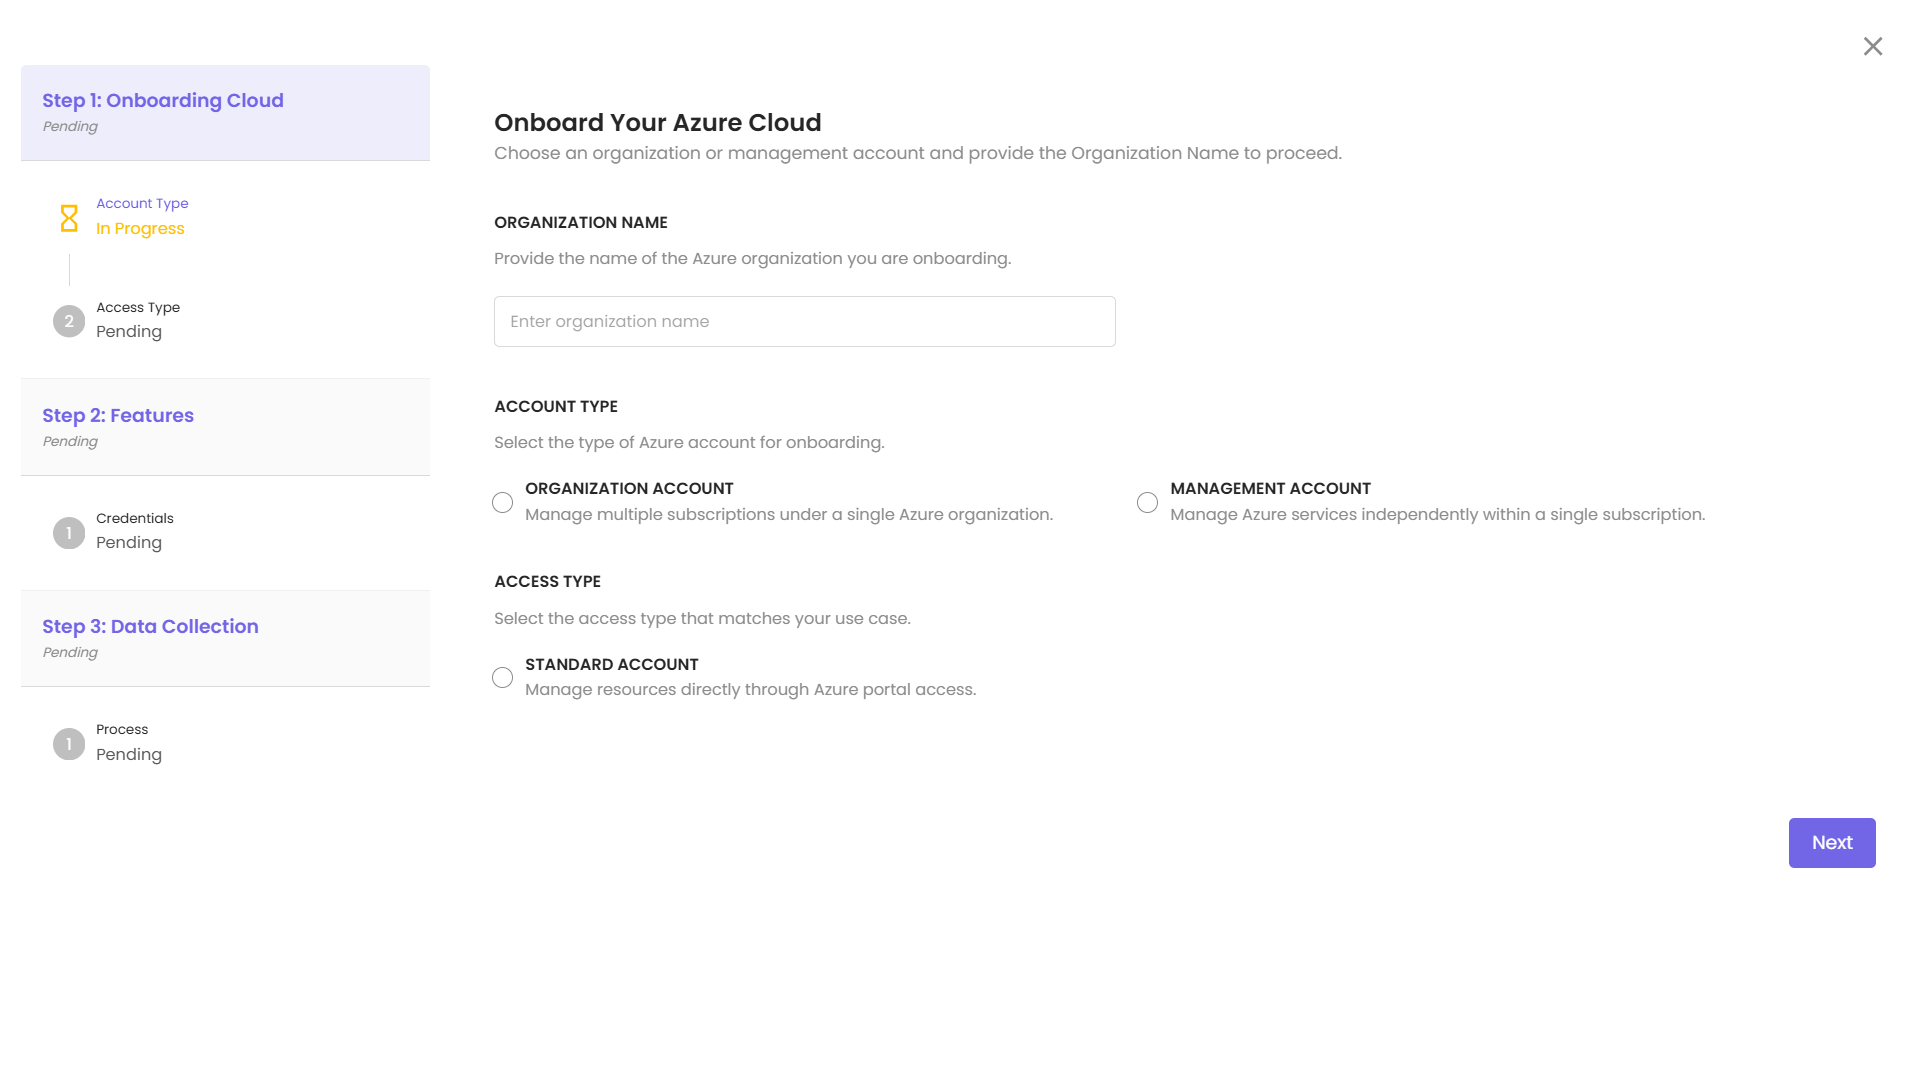 Step 1: Onboarding Cloud
Pending
Account Type
In Progress
2
Access Type
Pending
Step 2: Features
Pending
1
Credentials
Pending
Step 3: Data Collection
Pending
1
Process
Pending
Onboard Your Azure Cloud
Choose an organization or management account and provide the Organization Name to proceed.
ORGANIZATION NAME
Provide the name of the Azure organization you are onboarding.
Enter organization name
ACCOUNT TYPE
Select the type of Azure account for onboarding.
ORGANIZATION ACCOUNT
Manage multiple subscriptions under a single Azure organization.
MANAGEMENT ACCOUNT
Manage Azure services independently within a single subscription.
ACCESS TYPE
Select the access type that matches your use case.
STANDARD ACCOUNT
Manage resources directly through Azure portal access.
Next